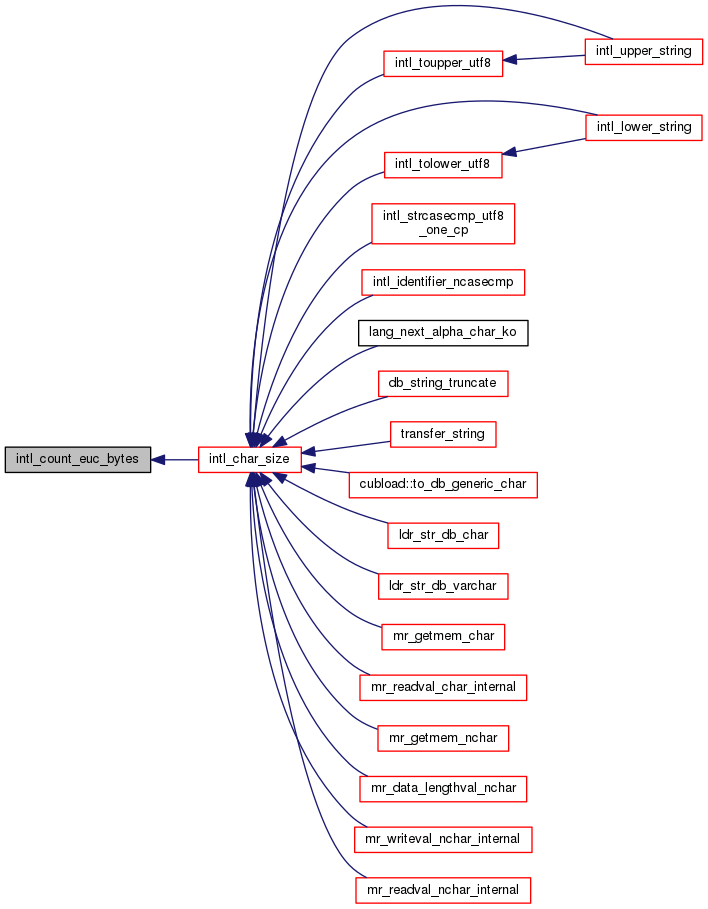 intl_upper_string
intl_toupper_utf8
intl_lower_string
intl_tolower_utf8
intl_strcasecmp_utf8
_one_cp
intl_identifier_ncasecmp
lang_next_alpha_char_ko
db_string_truncate
transfer_string
intl_count_euc_bytes
intl_char_size
cubload::to_db_generic_char
ldr_str_db_char
ldr_str_db_varchar
mr_getmem_char
mr_readval_char_internal
mr_getmem_nchar
mr_data_lengthval_nchar
mr_writeval_nchar_internal
mr_readval_nchar_internal